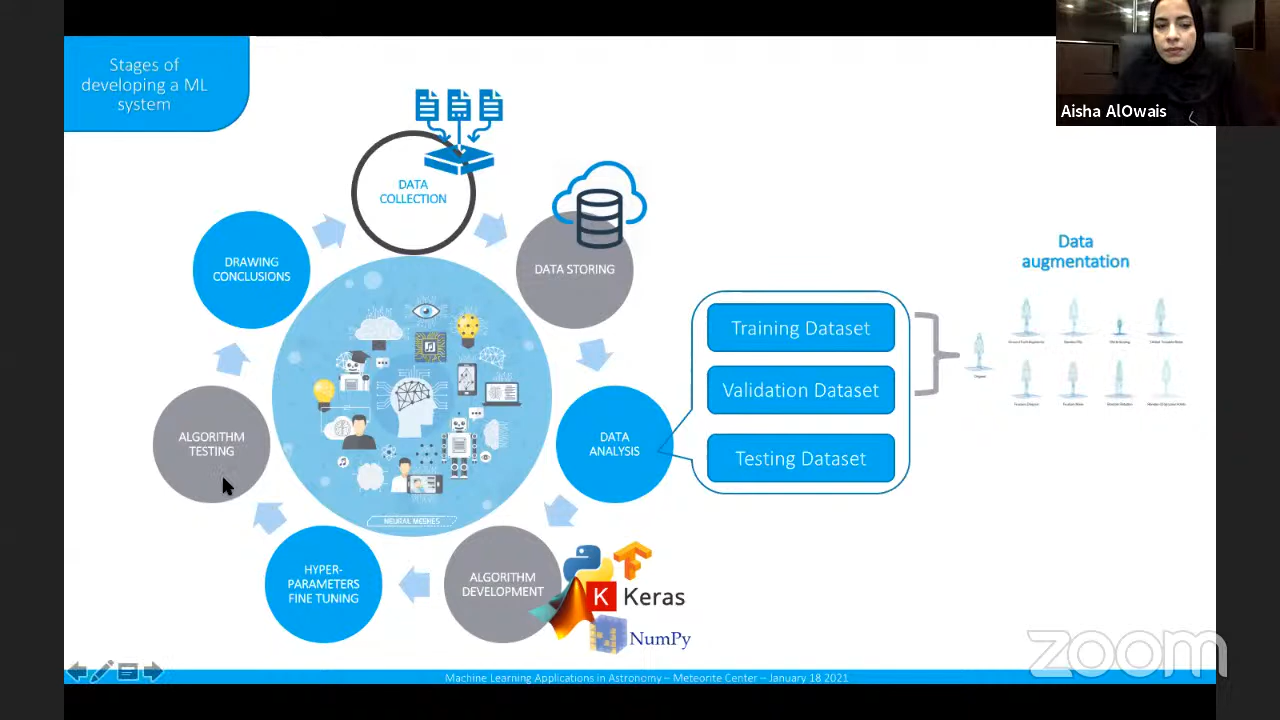 Stages of
developing a ML
system
Aisha AlOwais
DATA
COLLECTION
DATA STORING
DRAWING
CONCLUSIONS
Data
augmentation
Training Dataset
Validation Dataset
Testing Dataset
DATA
ANALYSIS
ALGORITHM
TESTING
NEURAL MOSKIES
HYPER-
PARAMETERS
FINE TUNING
ALGORITHM
DEVELOPMENT
K Keras
NumPy
zoom
Machine Learning Applications in Astronomy – Meteorite Center – January 18 2021